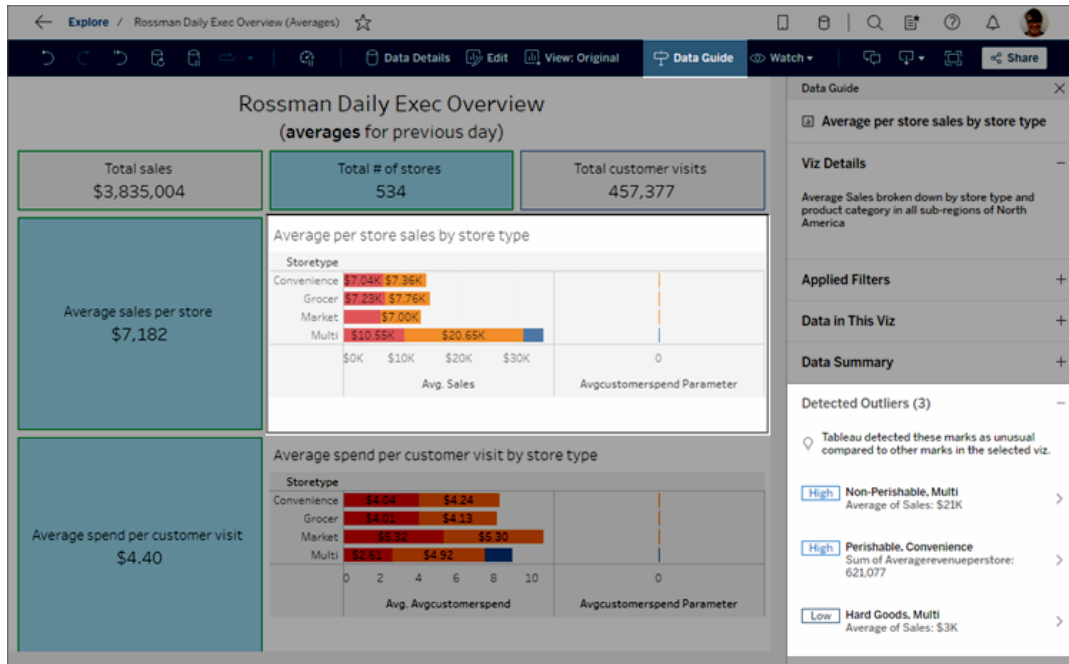 Explore / Rossman Daily Exec Overview (Averages)
Data Details Edit View: Original Data Guide Watch Share
Rossman Daily Exec Overview
(averages for previous day)
Total sales
$3,835,004
Total # of stores
534
Total customer visits
457,377
Average sales per store
$7,182
Average per store sales by store type
Storetype
Convenience $7.04K $7.36K
Grocer $7.23K $7.76K
Market $7.00K
Multi $10.55K $20.65K
$0K $10K $20K $30K 0
Avg. Sales Avgcustomerspend Parameter
Average spend per customer visit
$4.40
Average spend per customer visit by store type
Storetype
Convenience $4.04 $4.24
Grocer $4.01 $4.13
Market $5.32 $5.30
Multi $2.61 $4.92
0 2 4 6 8 10 0
Avg. Avgcustomerspend Avgcustomerspend Parameter
Data Guide
Average per store sales by store type
Viz Details
Average Sales broken down by store type and
product category in all sub-regions of North
America
Applied Filters
Data in This Viz
Data Summary
Detected Outliers (3)
Tableau detected these marks as unusual
compared to other marks in the selected viz.
High Non-Perishable, Multi
Average of Sales: $21K
High Perishable, Convenience
Sum of Averagerevenueperstore:
621,077
Low Hard Goods, Multi
Average of Sales: $3K